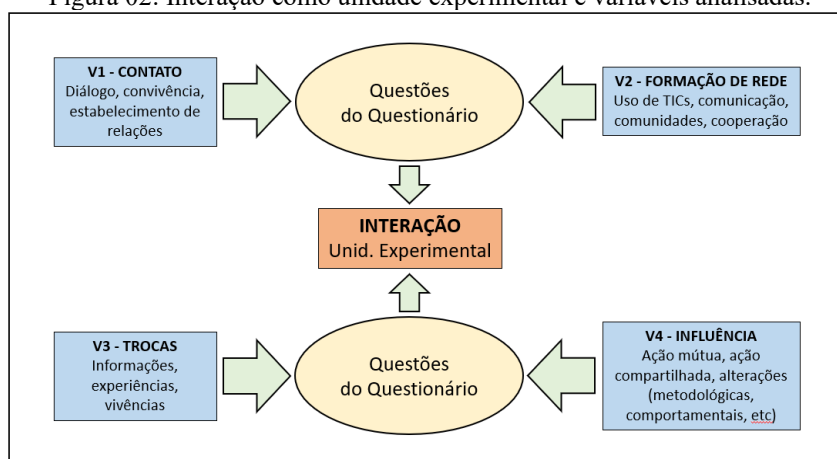 Figura 02: Interação como unidade experimental e variáveis analisadas.
V1 - CONTATO
Diálogo, convivência,
estabelecimento de
relações
Questões
do Questionário
V2 - FORMAÇÃO DE REDE
Uso de TICs, comunicação,
comunidades, cooperação
INTERAÇÃO
Unid. Experimental
V3 - TROCAS
Informações,
experiências,
vivências
Questões
do Questionário
V4 - INFLUÊNCIA
Ação mútua, ação
compartilhada, alterações
(metodológicas,
comportamentais, etc)